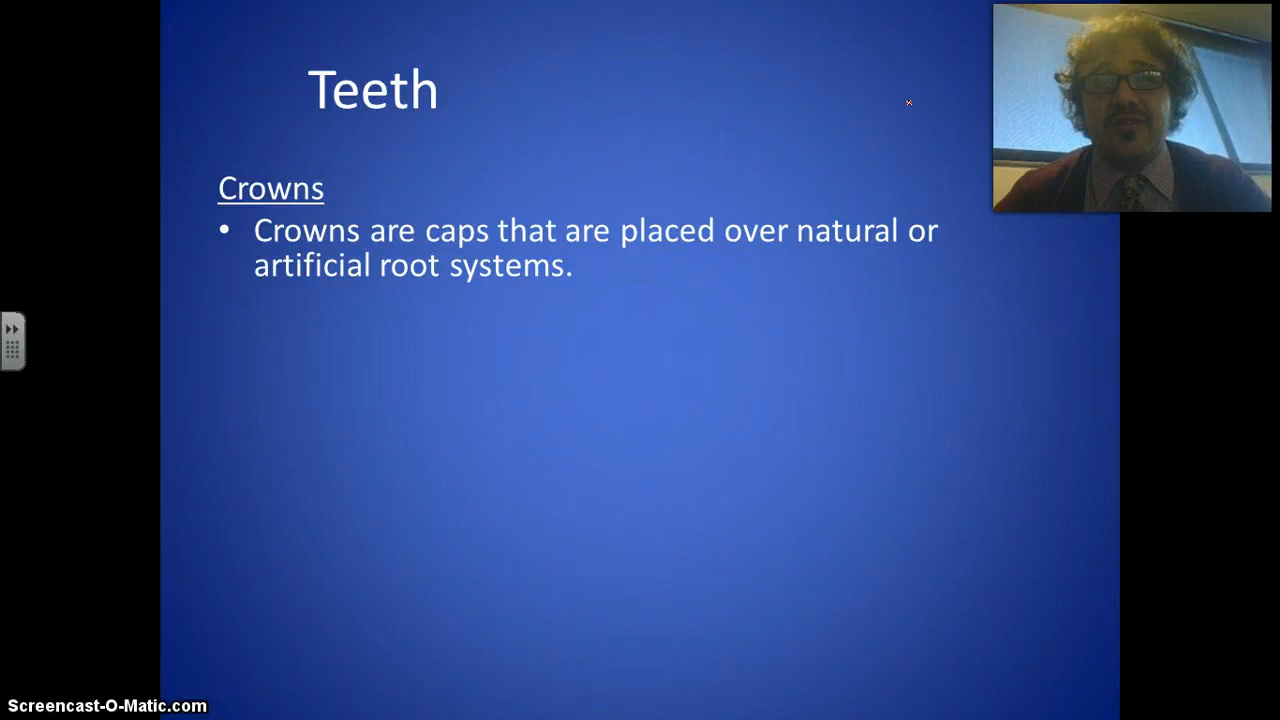 Teeth
Crowns
• Crowns are caps that are placed over natural or
artificial root systems.
Screencast-O-Matic.com